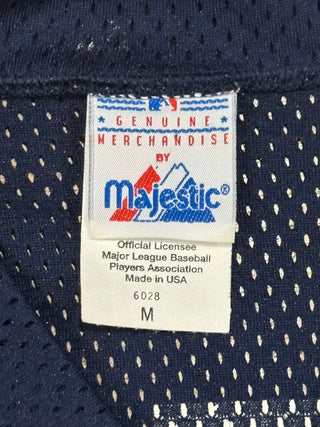 GENUINE
MERCHANDISE
BY
Majestic®
Official Licensee
Major League Baseball
Players Association
Made in USA
6028
M